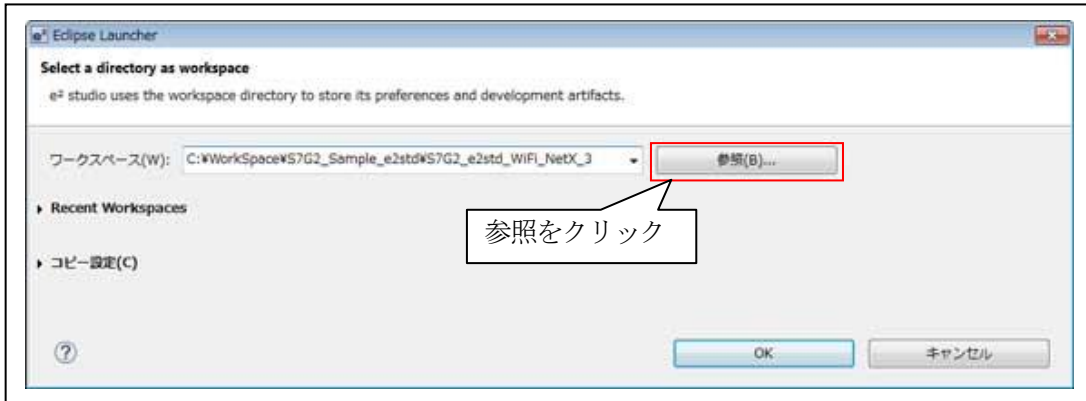 e² Eclipse Launcher
Select a directory as workspace
e² studio uses the workspace directory to store its preferences and development artifacts.
ワークスペース(W): C:¥WorkSpace¥S7G2_Sample_e2std¥S7G2_e2std_WiFi_NetX_3 参照(B)...
Recent Workspaces
参照をクリック
コピー設定(C)
? OK キャンセル